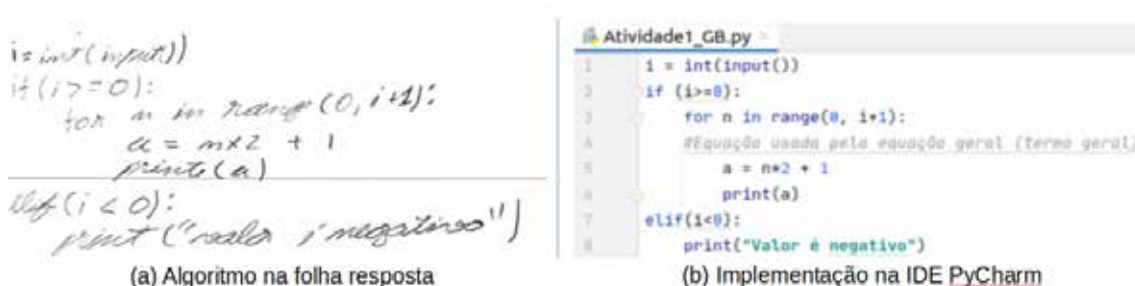 i=int(input())
if(i>=0):
for n in range(0, i+1):
a = n*2 + 1
print(a)
elif(i<0):
print("valor i negativo")
(a) Algoritmo na folha resposta
Atividade1_GB.py
1 i = int(input())
2 if (i>=0):
3 for n in range(0, i+1):
4 #Equação usada pela equação geral (termo geral)
5 a = n*2 + 1
6 print(a)
7 elif(i<0):
8 print("Valor é negativo")
(b) Implementação na IDE PyCharm